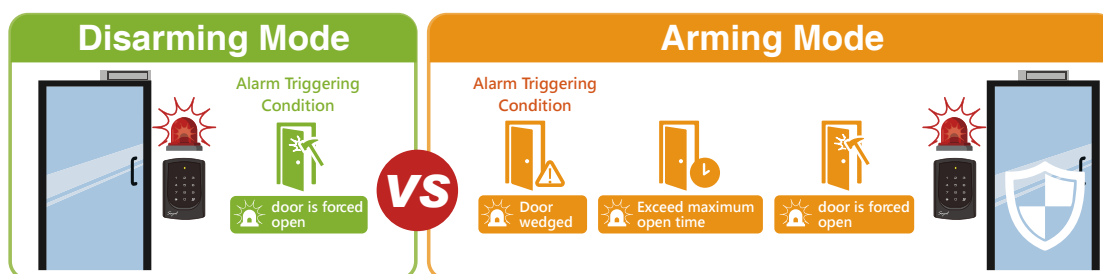 Disarming Mode
Alarm Triggering
Condition
door is forced
open
VS
Arming Mode
Alarm Triggering
Condition
Door
wedged
Exceed maximum
open time
door is forced
open